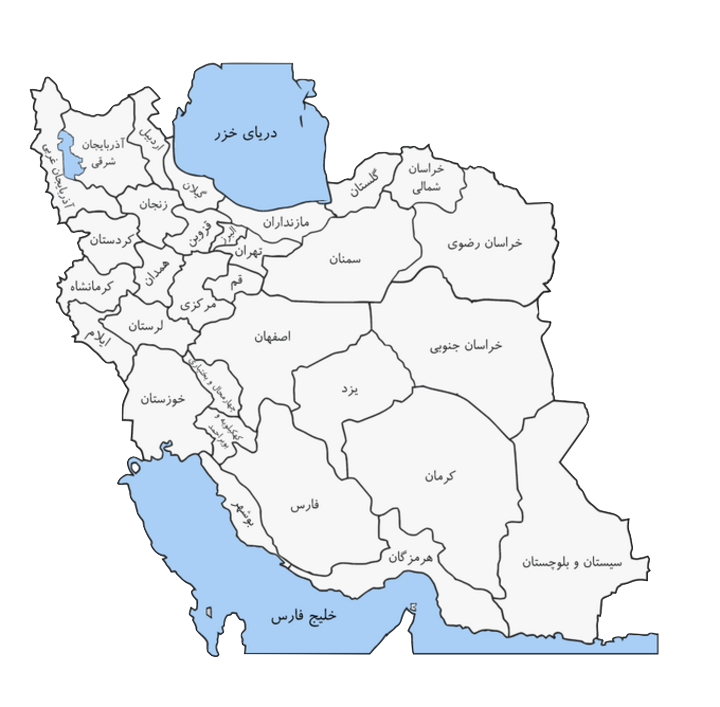 دریای خزر
اردبیل
آذربایجان
شرقی
آذربایجان غربی
گیلان
زنجان
گلستان
خراسان
شمالی
مازنداران
قزوین
البرز
تهران
کردستان
خراسان رضوی
سمنان
همدان
قم
کرمانشاه
مرکزی
لرستان
ایلام
اصفهان
خراسان جنوبی
یزد
چهارمحال و بختیاری
خوزستان
کهکیلویه و
بویراحمد
کرمان
فارس
بوشهر
هرمزگان
سیستان و بلوچستان
خلیج فارس